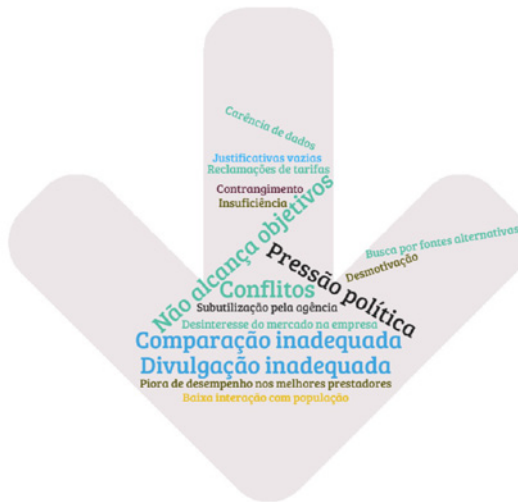 Carência de dados
Justificativas vazias
Reclamações de tarifas
Contrangimento
Insuficiência
Não alcança objetivos
Busca por fontes alternativas
Desmotivação
Pressão política
Conflitos
Subutilização pela agência
Desinteresse do mercado na empresa
Comparação inadequada
Divulgação inadequada
Piora de desempenho nos melhores prestadores
Baixa interação com população